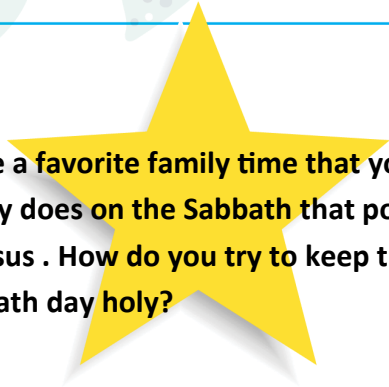 e a favorite family time that yo
y does on the Sabbath that po
sus . How do you try to keep t
ath day holy?